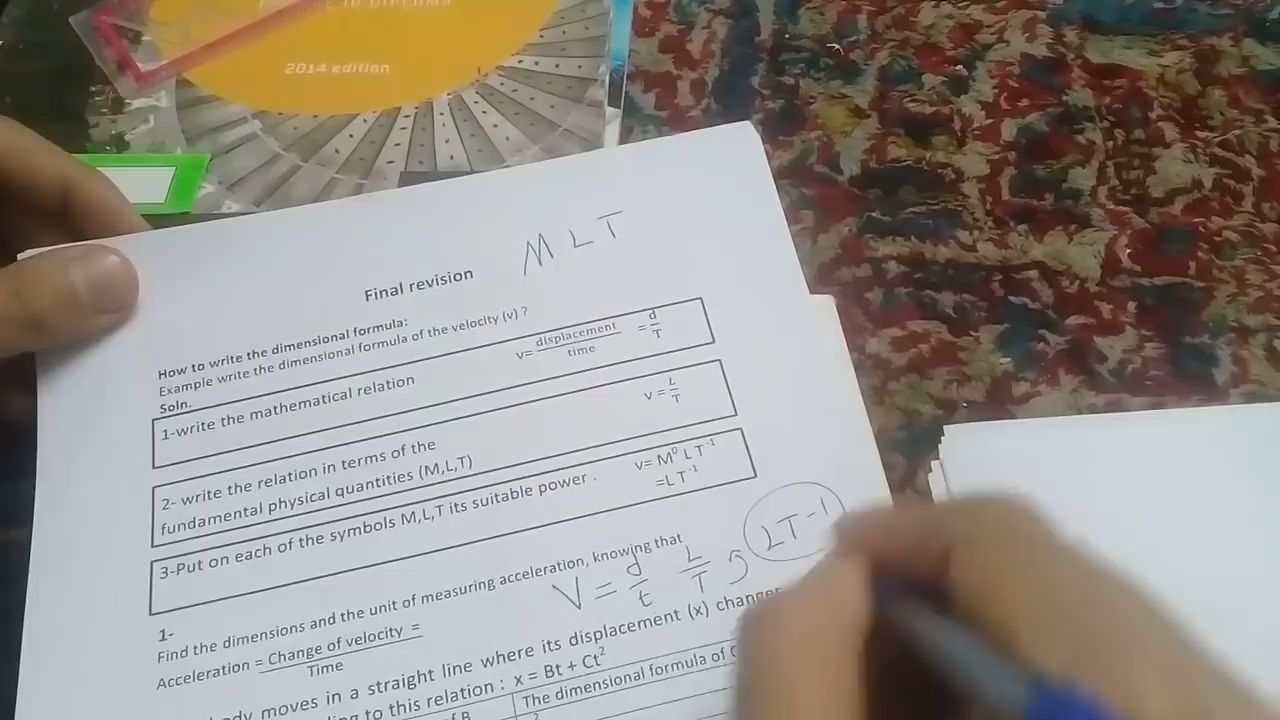 2014 edition
M L T
Final revision
How to write the dimensional formula:
Example write the dimensional formula of the velocity (v) ?
Soln.
1-write the mathematical relation v= displacement/time = d/T
2- write the relation in terms of the
fundamental physical quantities (M,L,T) v = L/T
3-Put on each of the symbols M,L,T its suitable power . v= M⁰ L T⁻¹
=L T⁻¹
V = d/t L/T LT⁻¹
1-
Find the dimensions and the unit of measuring acceleration, knowing that
Acceleration = Change of velocity/Time =
moves in a straight line where its displacement (x)
to this relation : x = Bt + Ct²
The dimensional formula of